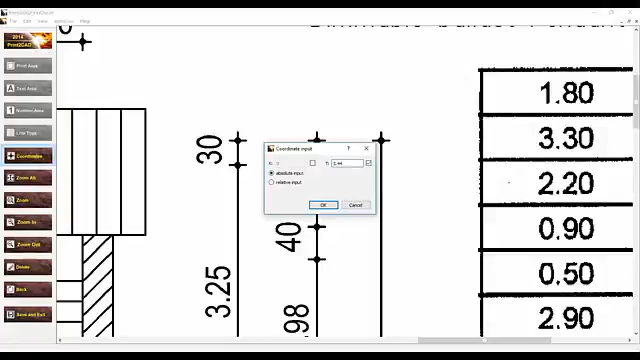 2014
Print2CAD
Print Area
Text Area
Number Area
Line Type
Coordinates
Zoom All
Zoom
Zoom In
Zoom Out
Delete
Back
Save and Exit
30
3.25
40
98
Coordinate input
X:
Y:
absolute input
relative input
OK
Cancel
1.80
3.30
2.20
0.90
0.50
2.90